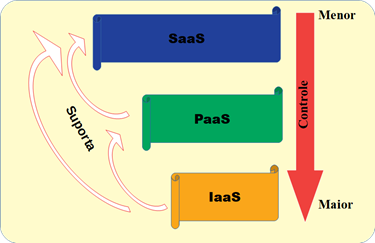 SaaS
Menor
PaaS
Suporta
Controle
IaaS
Maior